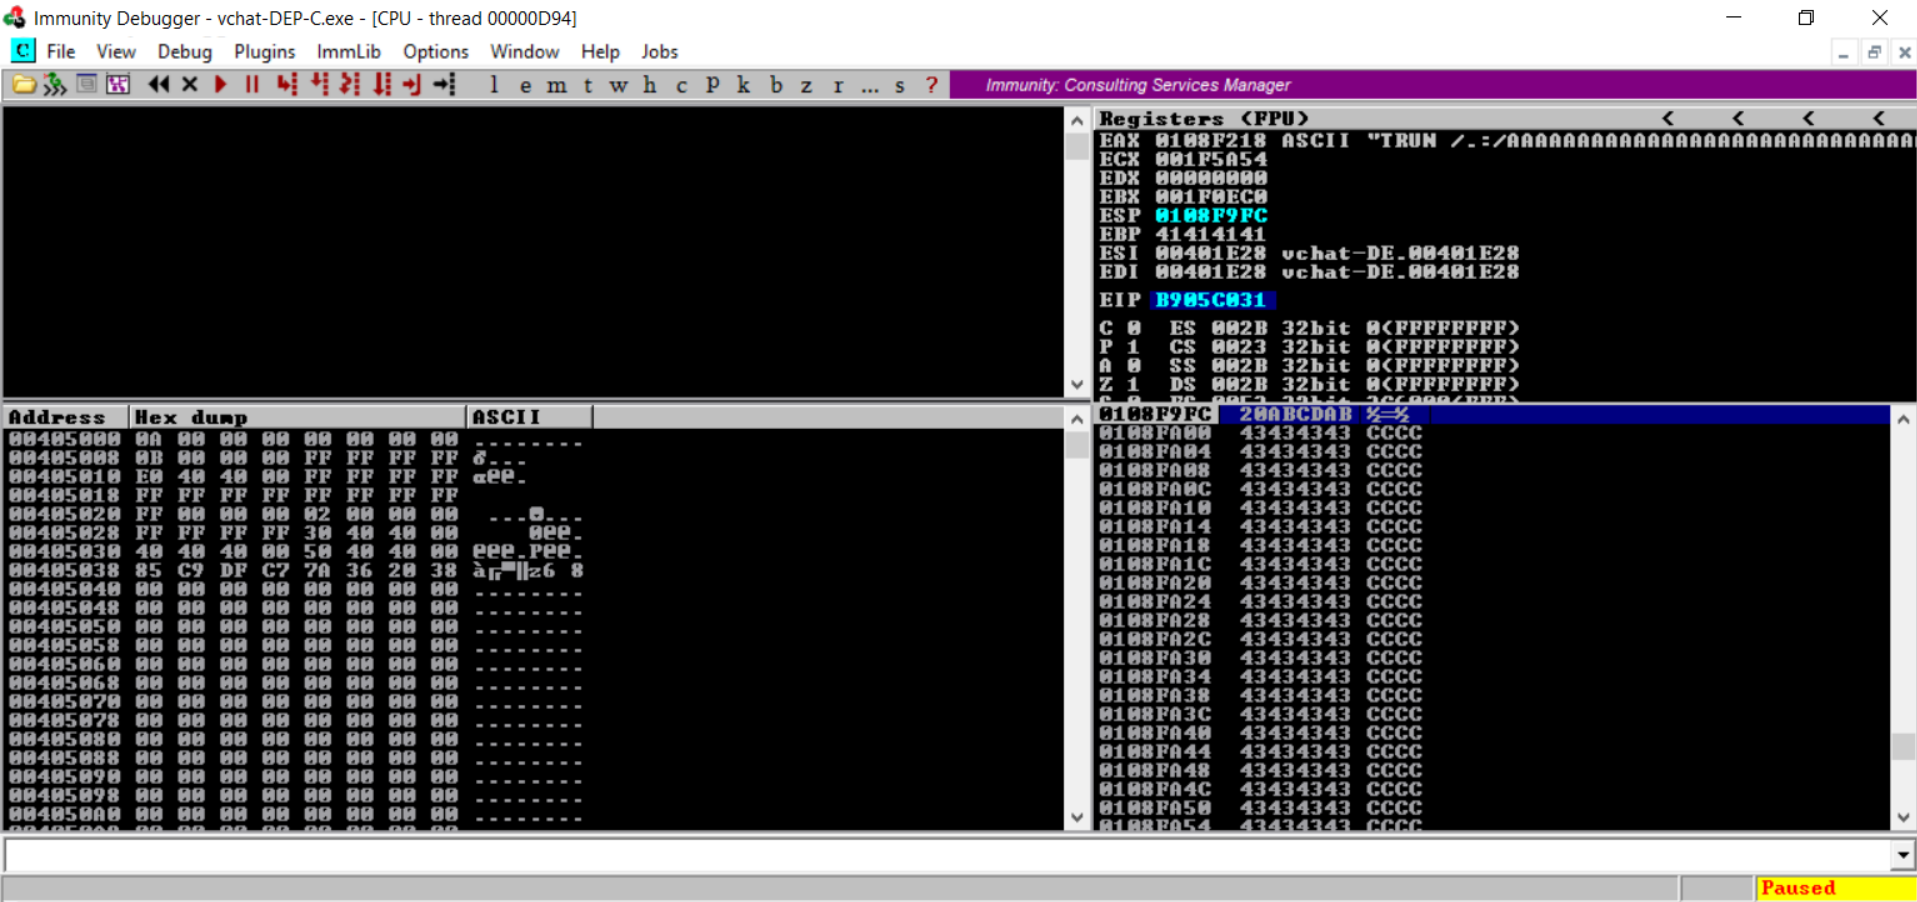 Immunity Debugger - vchat-DEP-C.exe - [CPU - thread 00000D94]
C File View Debug Plugins ImmLib Options Window Help Jobs
l e m t w h c P k b z r ... s ? Immunity: Consulting Services Manager
Registers (FPU) < < < <
EAX 0108F218 ASCII "TRUN /.:/AAAAAAAAAAAAAAAAAAAAAAAAAAAAA
ECX 001F5A54
EDX 00000000
EBX 001F0EC0
ESP 0108F9FC
EBP 41414141
ESI 00401E28 vchat-DE.00401E28
EDI 00401E28 vchat-DE.00401E28
EIP B905C031
C 0 ES 002B 32bit 0(FFFFFFFF)
P 1 CS 0023 32bit 0(FFFFFFFF)
A 0 SS 002B 32bit 0(FFFFFFFF)
Z 1 DS 002B 32bit 0(FFFFFFFF)
Address Hex dump ASCII
00405000 0A 00 00 00 00 00 00 00 ........
00405008 0B 00 00 00 FF FF FF FF ♂...
00405010 E0 40 40 00 FF FF FF FF α@@.
00405018 FF FF FF FF FF FF FF FF
00405020 FF 00 00 00 02 00 00 00 ...☻...
00405028 FF FF FF FF 30 40 40 00 0@@.
00405030 40 40 40 00 50 40 40 00 @@@.P@@.
00405038 85 C9 DF C7 7A 36 20 38 à╔▀╟z6 8
00405040 00 00 00 00 00 00 00 00 ........
00405048 00 00 00 00 00 00 00 00 ........
00405050 00 00 00 00 00 00 00 00 ........
00405058 00 00 00 00 00 00 00 00 ........
00405060 00 00 00 00 00 00 00 00 ........
00405068 00 00 00 00 00 00 00 00 ........
00405070 00 00 00 00 00 00 00 00 ........
00405078 00 00 00 00 00 00 00 00 ........
00405080 00 00 00 00 00 00 00 00 ........
00405088 00 00 00 00 00 00 00 00 ........
00405090 00 00 00 00 00 00 00 00 ........
00405098 00 00 00 00 00 00 00 00 ........
004050A0 00 00 00 00 00 00 00 00 ........
0108F9FC 20ABCDAB ½═½
0108FA00 43434343 CCCC
0108FA04 43434343 CCCC
0108FA08 43434343 CCCC
0108FA0C 43434343 CCCC
0108FA10 43434343 CCCC
0108FA14 43434343 CCCC
0108FA18 43434343 CCCC
0108FA1C 43434343 CCCC
0108FA20 43434343 CCCC
0108FA24 43434343 CCCC
0108FA28 43434343 CCCC
0108FA2C 43434343 CCCC
0108FA30 43434343 CCCC
0108FA34 43434343 CCCC
0108FA38 43434343 CCCC
0108FA3C 43434343 CCCC
0108FA40 43434343 CCCC
0108FA44 43434343 CCCC
0108FA48 43434343 CCCC
0108FA4C 43434343 CCCC
0108FA50 43434343 CCCC
0108FA54 43434343 CCCC
Paused